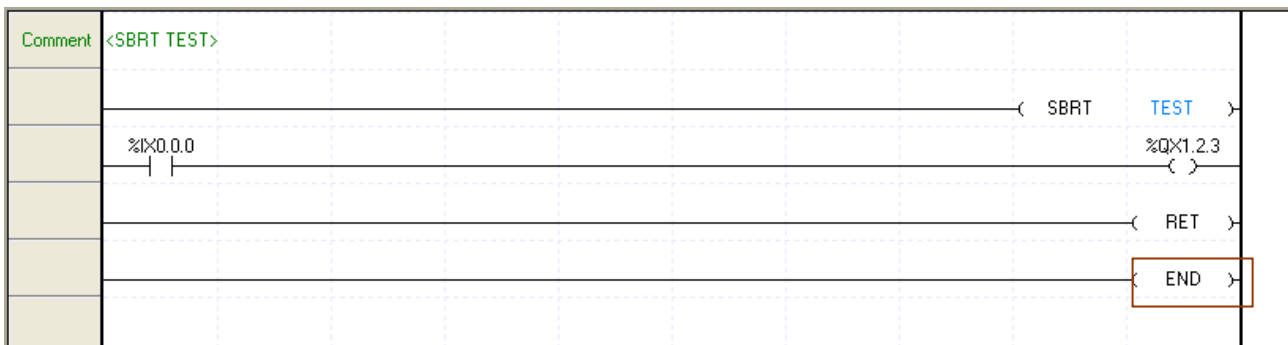 Comment <SBRT TEST>
SBRT TEST
%IX0.0.0 %QX1.2.3
RET
END